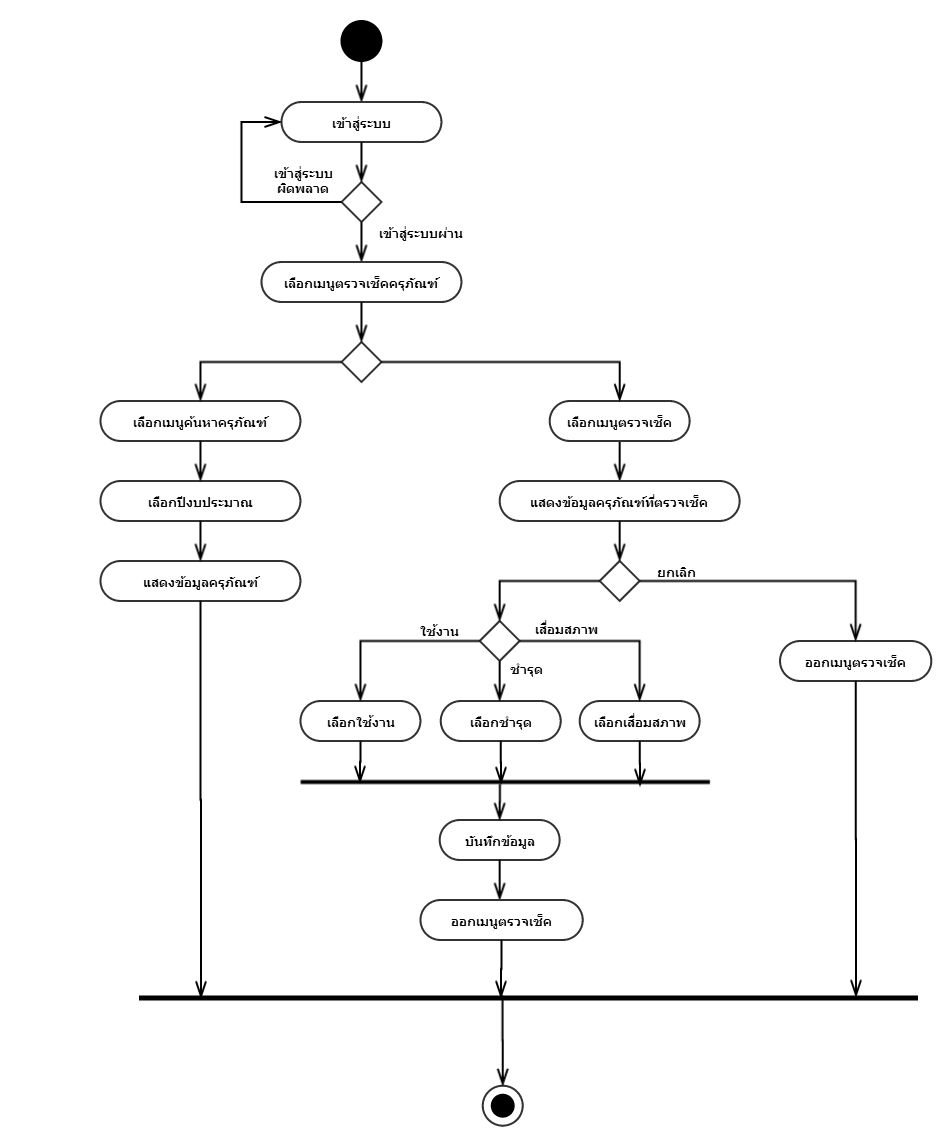 เข้าสู่ระบบ
เข้าสู่ระบบ
ผิดพลาด
เข้าสู่ระบบผ่าน
เลือกเมนูตรวจเช็คครุภัณฑ์
เลือกเมนูค้นหาครุภัณฑ์
เลือกเมนูตรวจเช็ค
เลือกปีงบประมาณ
แสดงข้อมูลครุภัณฑ์ที่ตรวจเช็ค
แสดงข้อมูลครุภัณฑ์
ยกเลิก
ใช้งาน
เสื่อมสภาพ
ชำรุด
ออกเมนูตรวจเช็ค
เลือกใช้งาน
เลือกชำรุด
เลือกเสื่อมสภาพ
บันทึกข้อมูล
ออกเมนูตรวจเช็ค